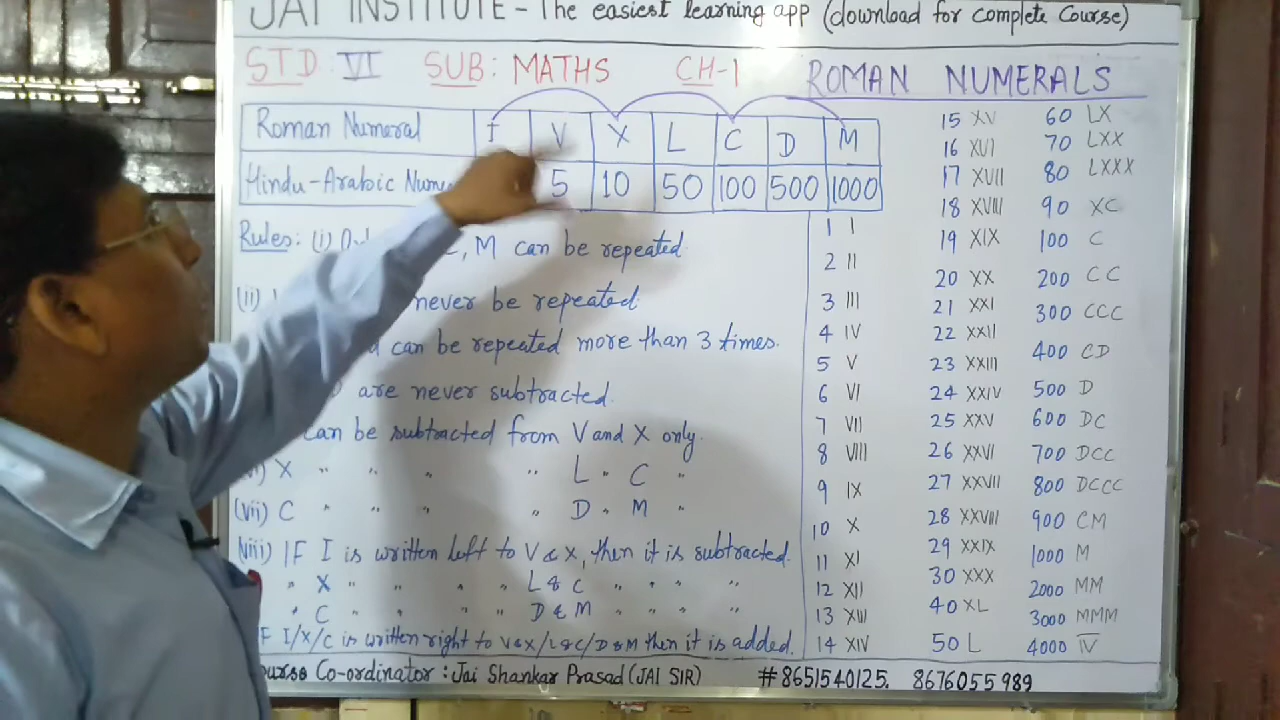 JAI INSTITUTE - The easiest learning app (download for complete Course)
STD: VI SUB: MATHS CH-1 ROMAN NUMERALS
Roman Numeral I V X L C D M
Hindu-Arabic 5 10 50 100 500 1000
Rules: (i) , M can be repeated
(ii) never be repeated
can be repeated more than 3 times.
are never subtracted.
can be subtracted from V and X only.
X " " " " L " C "
(vii) C " " " " D " M "
viii) IF I is written left to V & X, then it is subtracted.
" X " " " " L & C " " " "
" C " " " " D & M " " " "
F I/X/C is written right to V&X/L&C/D&M then it is added.
1 I
2 II
3 III
4 IV
5 V
6 VI
7 VII
8 VIII
9 IX
10 X
11 XI
12 XII
13 XIII
14 XIV
15 XV
16 XVI
17 XVII
18 XVIII
19 XIX
20 XX
21 XXI
22 XXII
23 XXIII
24 XXIV
25 XXV
26 XXVI
27 XXVII
28 XXVIII
29 XXIX
30 XXX
40 XL
50 L
60 LX
70 LXX
80 LXXX
90 XC
100 C
200 CC
300 CCC
400 CD
500 D
600 DC
700 DCC
800 DCCC
900 CM
1000 M
2000 MM
3000 MMM
4000 I̅V̅
Co-ordinator : Jai Shankar Prasad (JAI SIR) # 8651540125. 8676055989